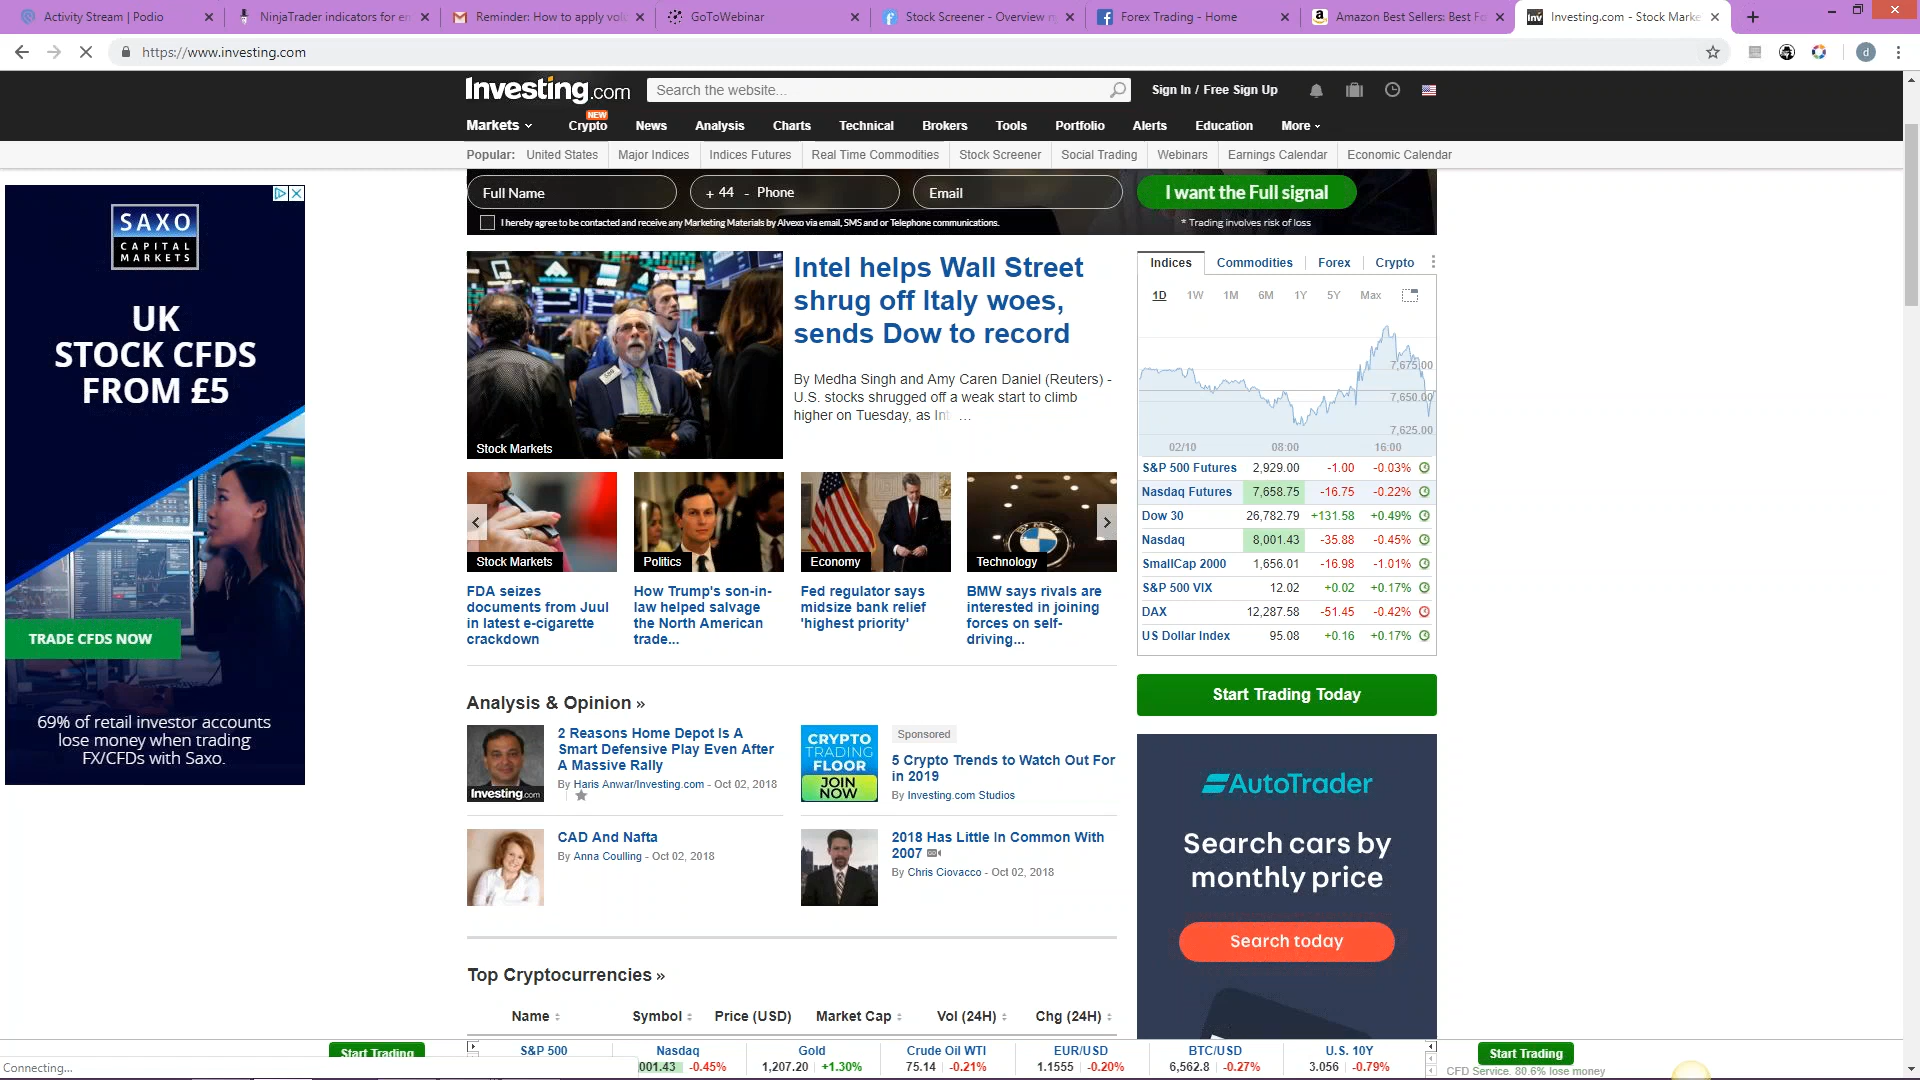 Activity Stream | Podio
NinjaTrader indicators for em
Reminder: How to apply vol
GoToWebinar
Stock Screener - Overview
Forex Trading - Home
Amazon Best Sellers: Best Fo
Investing.com - Stock Marke
https://www.investing.com
d
Investing.com
Search the website...
Sign In / Free Sign Up
NEW
Markets Crypto News Analysis Charts Technical Brokers Tools Portfolio Alerts Education More
Popular: United States Major Indices Indices Futures Real Time Commodities Stock Screener Social Trading Webinars Earnings Calendar Economic Calendar
Full Name
+ 44 - Phone
Email
I want the Full signal
I hereby agree to be contacted and receive any Marketing Materials by Alvexo via email, SMS and or Telephone communications.
* Trading involves risk of loss
SAXO
CAPITAL
MARKETS
UK
STOCK CFDS
FROM £5
TRADE CFDS NOW
69% of retail investor accounts
lose money when trading
FX/CFDs with Saxo.
Stock Markets
Intel helps Wall Street
shrug off Italy woes,
sends Dow to record
By Medha Singh and Amy Caren Daniel (Reuters) -
U.S. stocks shrugged off a weak start to climb
higher on Tuesday, as Int ...
Stock Markets
FDA seizes
documents from Juul
in latest e-cigarette
crackdown
Politics
How Trump's son-in-
law helped salvage
the North American
trade...
Economy
Fed regulator says
midsize bank relief
'highest priority'
Technology
BMW says rivals are
interested in joining
forces on self-
driving...
Indices Commodities Forex Crypto
1D 1W 1M 6M 1Y 5Y Max
7,675.00
7,650.00
7,625.00
02/10 08:00 16:00
S&P 500 Futures 2,929.00 -1.00 -0.03%
Nasdaq Futures 7,658.75 -16.75 -0.22%
Dow 30 26,782.79 +131.58 +0.49%
Nasdaq 8,001.43 -35.88 -0.45%
SmallCap 2000 1,656.01 -16.98 -1.01%
S&P 500 VIX 12.02 +0.02 +0.17%
DAX 12,287.58 -51.45 -0.42%
US Dollar Index 95.08 +0.16 +0.17%
Start Trading Today
Analysis & Opinion »
Investing.com
2 Reasons Home Depot Is A
Smart Defensive Play Even After
A Massive Rally
By Haris Anwar/Investing.com - Oct 02, 2018
CRYPTO
TRADING
FLOOR
JOIN
NOW
Sponsored
5 Crypto Trends to Watch Out For
in 2019
By Investing.com Studios
CAD And Nafta
By Anna Coulling - Oct 02, 2018
2018 Has Little In Common With
2007
By Chris Ciovacco - Oct 02, 2018
AutoTrader
Search cars by
monthly price
Search today
Top Cryptocurrencies »
Name Symbol Price (USD) Market Cap Vol (24H) Chg (24H)
Connecting...
Start Trading
S&P 500
Nasdaq
001.43 -0.45%
Gold
1,207.20 +1.30%
Crude Oil WTI
75.14 -0.21%
EUR/USD
1.1555 -0.20%
BTC/USD
6,562.8 -0.27%
U.S. 10Y
3.056 -0.79%
Start Trading
CFD Service. 80.6% lose money